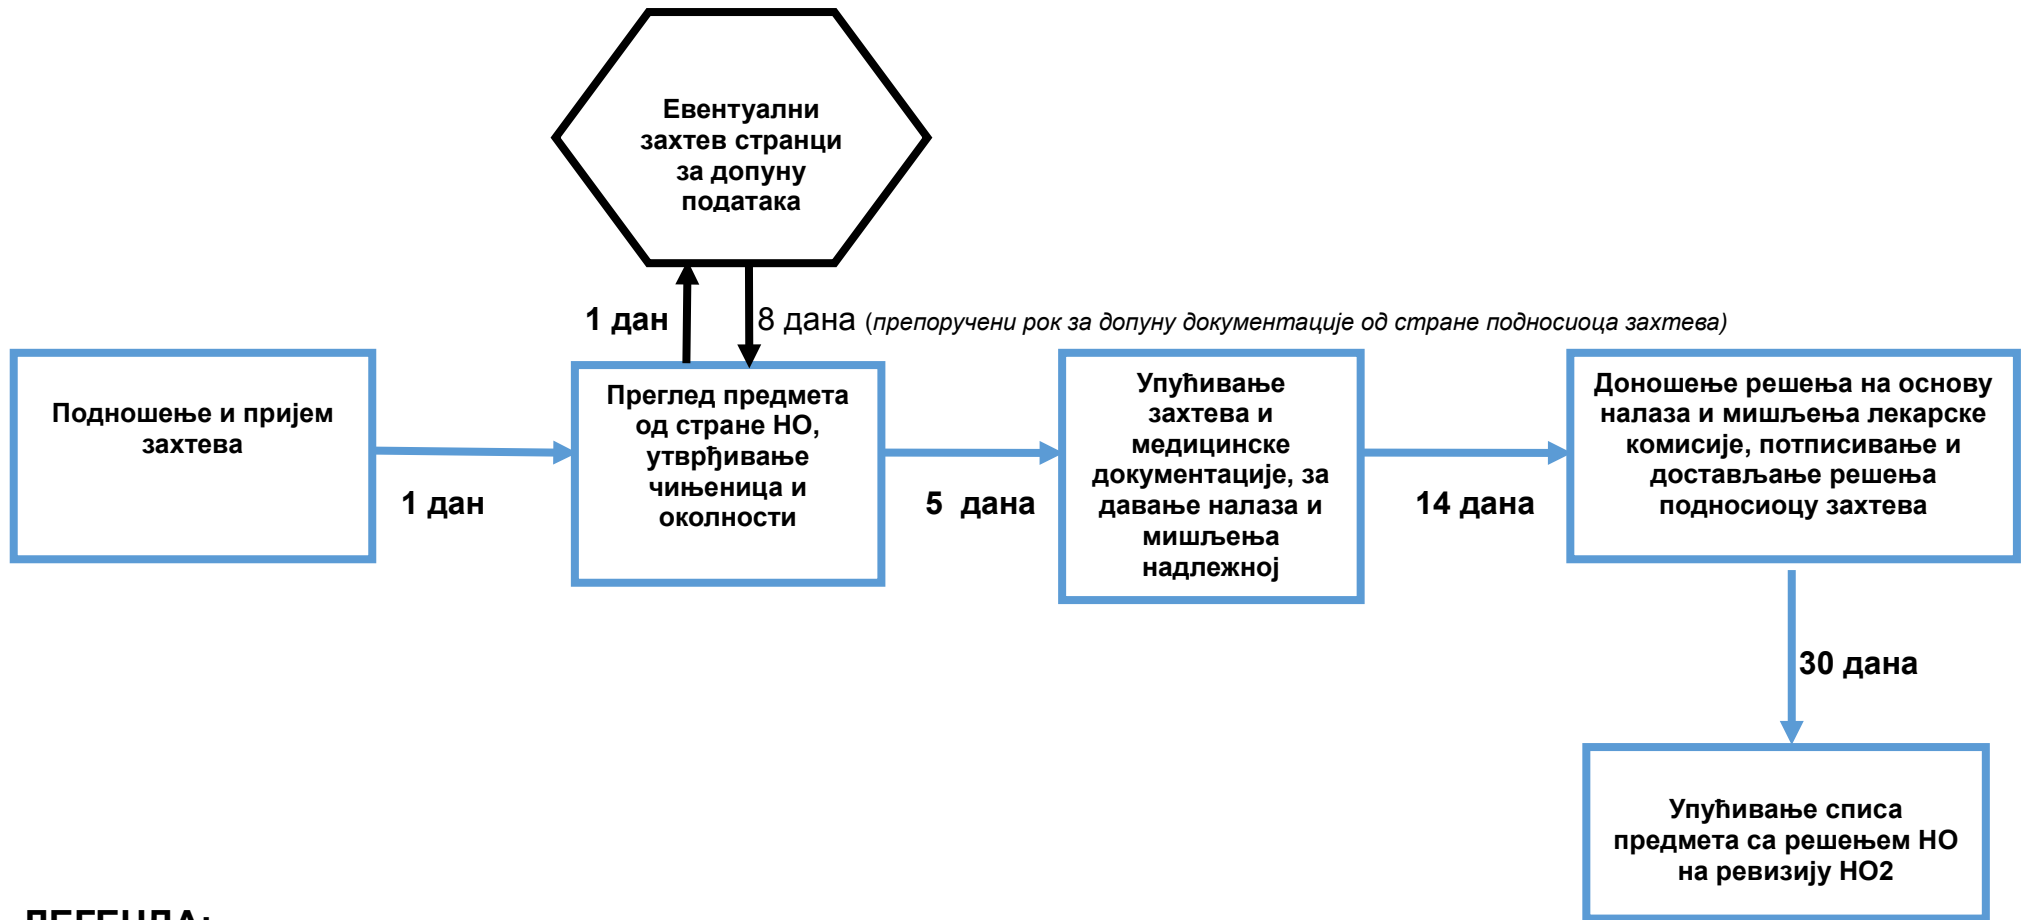 Евентуални
захтев странци
за допуну
података
1 дан
8 дана (препоручени рок за допуну документације од стране подносиоца захтева)
Подношење и пријем
захтева
1 дан
Преглед предмета
од стране НО,
утврђивање
чињеница и
околности
5 дана
Упућивање
захтева и
медицинске
документације, за
давање налаза и
мишљења
надлежној
14 дана
Доношење решења на основу
налаза и мишљења лекарске
комисије, потписивање и
достављање решења
подносиоцу захтева
30 дана
Упућивање списа
предмета са решењем НО
на ревизију НО2
ЛЕГЕНДА: